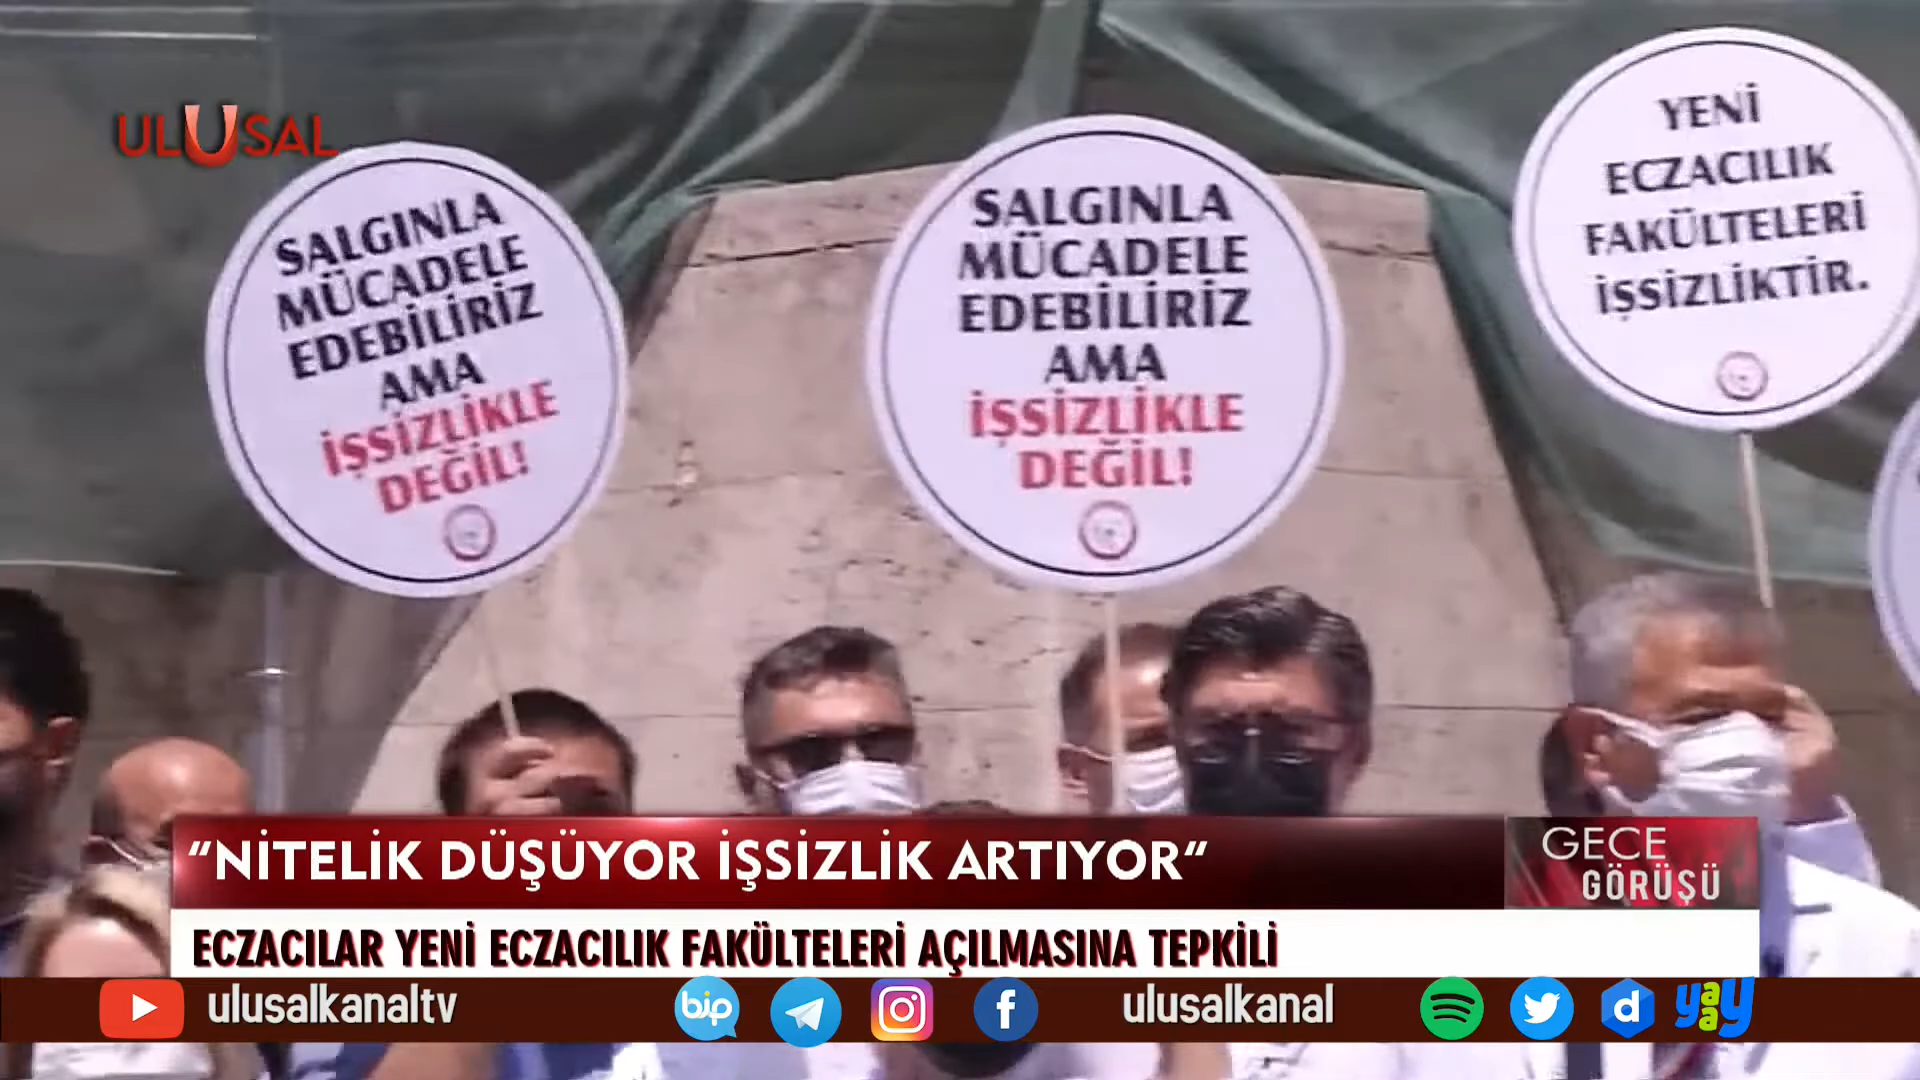 ULUSAL
SALGINLA
MÜCADELE
EDEBİLİRİZ
AMA
İŞSİZLİKLE
DEĞİL!
SALGINLA
MÜCADELE
EDEBİLİRİZ
AMA
İŞSİZLİKLE
DEĞİL!
YENİ
ECZACILIK
FAKÜLTELERİ
İŞSİZLİKTİR.
“NİTELİK DÜŞÜYOR İŞSİZLİK ARTIYOR“
GECE
GÖRÜŞÜ
ECZACILAR YENİ ECZACILIK FAKÜLTELERİ AÇILMASINA TEPKİLİ
ulusalkanaltv
bip
ulusalkanal
d
yaay